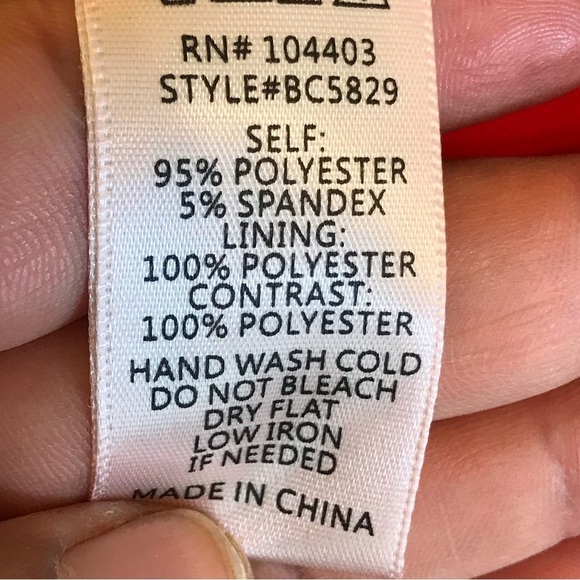 RN# 104403
STYLE#BC5829
SELF:
95% POLYESTER
5% SPANDEX
LINING:
100% POLYESTER
CONTRAST:
100% POLYESTER
HAND WASH COLD
DO NOT BLEACH
DRY FLAT
LOW IRON
IF NEEDED
MADE IN CHINA